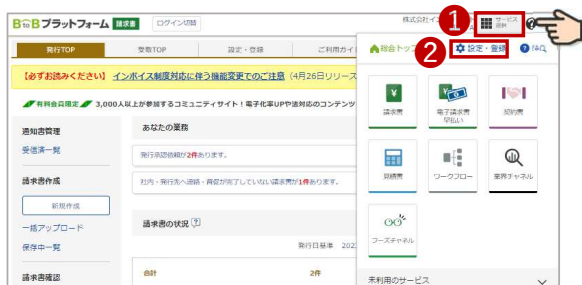 BtoBプラットフォーム 請求書 ログイン切替
株式会社イ
1
サービス選択
発行TOP 受取TOP 設定・登録 ご利用ガイ
総合トップ 2 設定・登録 FAQ
【必ずお読みください】 インボイス制度対応に伴う機能変更でのご注意（4月26日リリース
有料会員限定 3,000人以上が参加するコミュニティサイト！電子化率UPや法対応のコンテンツ
通知書管理
受信済一覧
請求書作成
新規作成
一括アップロード
保存中一覧
請求書確認
あなたの業務
発行承認依頼が2件あります。
社内・発行先へ連絡・督促が完了していない請求書が1件あります。
請求書の状況 ?
発行日基準 202
合計 2件
請求書
電子請求書
早払い
契約書
見積書
ワークフロー
業界チャネル
フーズチャネル
未利用のサービス